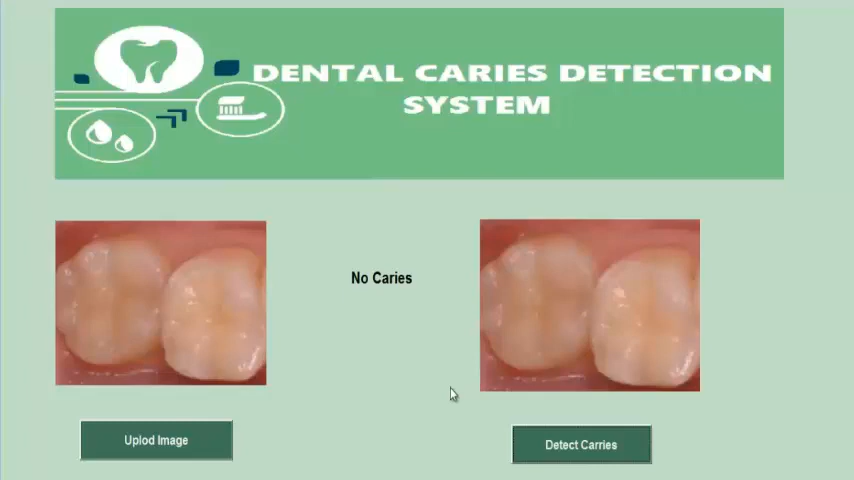 DENTAL CARIES DETECTION
SYSTEM
No Caries
Uplod Image
Detect Carries